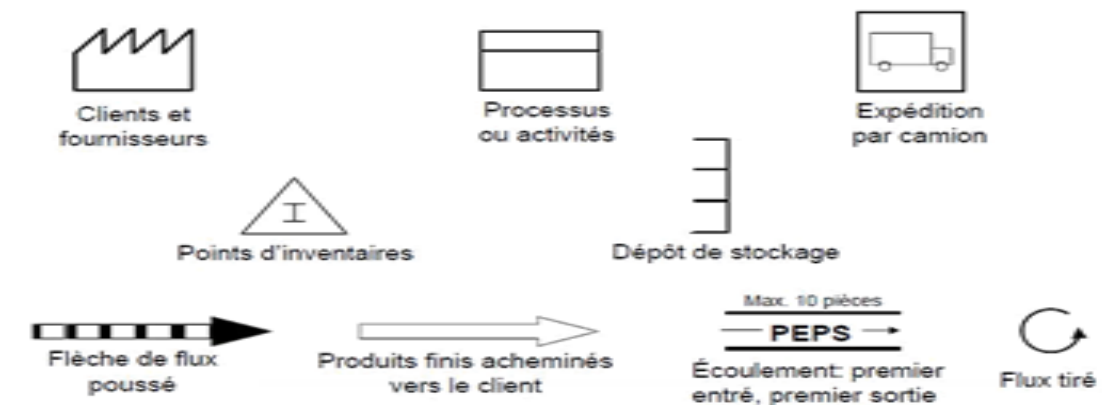 Clients et
fournisseurs
Processus
ou activités
Expédition
par camion
I
Points d'inventaires
Dépôt de stockage
Flèche de flux
poussé
Produits finis acheminés
vers le client
Max. 10 pièces
PEPS
Écoulement: premier
entré, premier sortie
Flux tiré